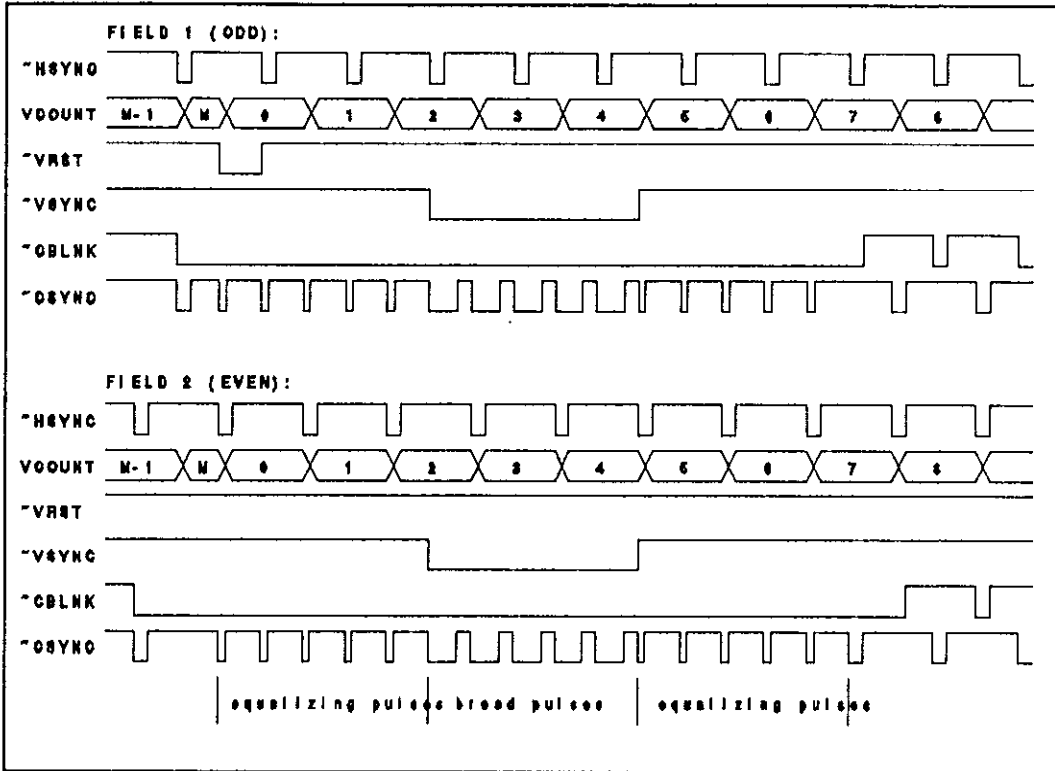 FIELD 1 (ODD):
~HSYNC
VCOUNT M-1 M 0 1 2 3 4 5 6 7 8
~VRST
~VSYNC
~CBLNK
~CSYNC
FIELD 2 (EVEN):
~HSYNC
VCOUNT M-1 M 0 1 2 3 4 5 6 7 8
~VRST
~VSYNC
~CBLNK
~CSYNC
equalizing pulses broad pulses equalizing pulses